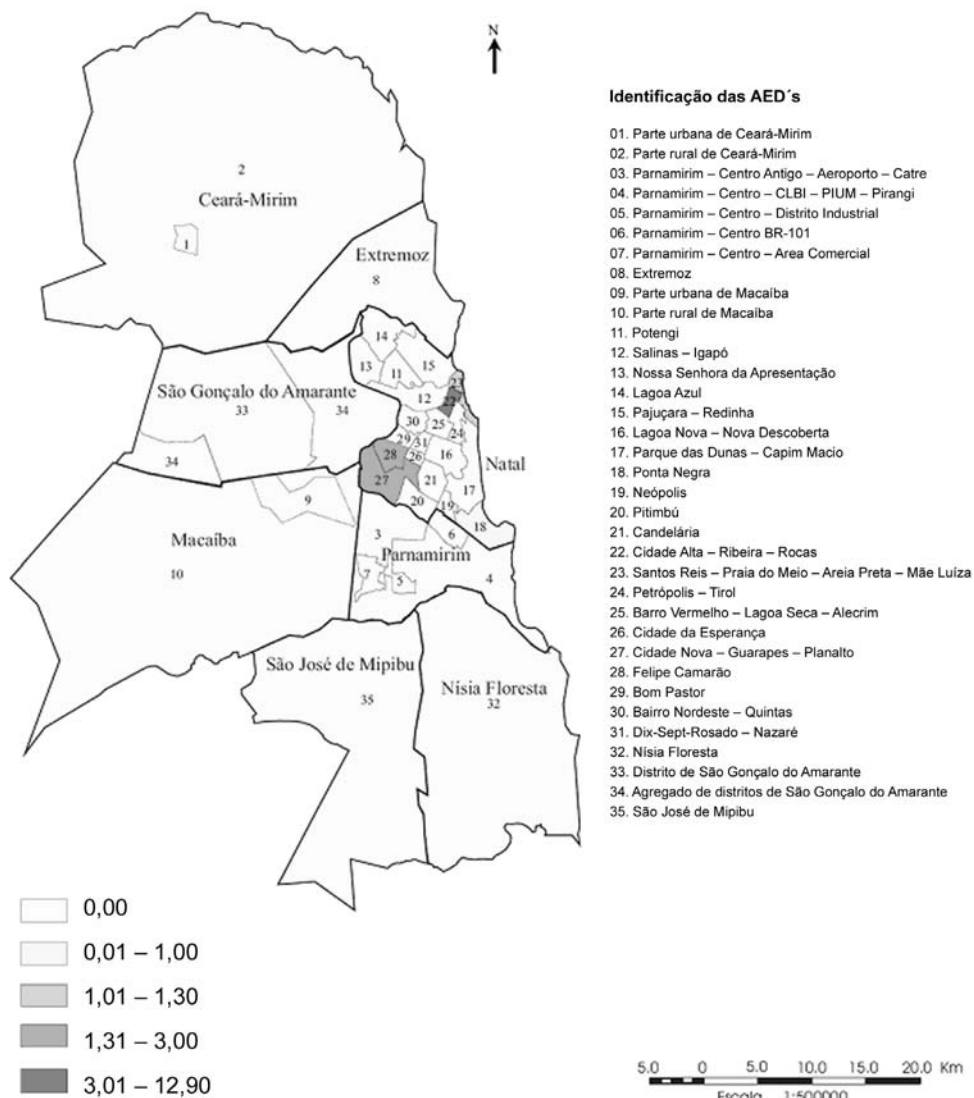 N
2
Ceará-Mirim
1
Extremoz
8
14
13
11
15
23
São Gonçalo do Amarante
33
34
12
22
30
25
24
29
31
34
28
26
16
Natal
27
21
9
20
17
19
18
3
6
Macaíba
Parnamirim
10
7
5
4
São José de Mipibu
35
Nísia Floresta
32
Identificação das AED´s
01. Parte urbana de Ceará-Mirim
02. Parte rural de Ceará-Mirim
03. Parnamirim – Centro Antigo – Aeroporto – Catre
04. Parnamirim – Centro – CLBI – PIUM – Pirangi
05. Parnamirim – Centro – Distrito Industrial
06. Parnamirim – Centro BR-101
07. Parnamirim – Centro – Area Comercial
08. Extremoz
09. Parte urbana de Macaíba
10. Parte rural de Macaíba
11. Potengi
12. Salinas – Igapó
13. Nossa Senhora da Apresentação
14. Lagoa Azul
15. Pajuçara – Redinha
16. Lagoa Nova – Nova Descoberta
17. Parque das Dunas – Capim Macio
18. Ponta Negra
19. Neópolis
20. Pitimbú
21. Candelária
22. Cidade Alta – Ribeira – Rocas
23. Santos Reis – Praia do Meio – Areia Preta – Mãe Luíza
24. Petrópolis – Tirol
25. Barro Vermelho – Lagoa Seca – Alecrim
26. Cidade da Esperança
27. Cidade Nova – Guarapes – Planalto
28. Felipe Camarão
29. Bom Pastor
30. Bairro Nordeste – Quintas
31. Dix-Sept-Rosado – Nazaré
32. Nísia Floresta
33. Distrito de São Gonçalo do Amarante
34. Agregado de distritos de São Gonçalo do Amarante
35. São José de Mipibu
0,00
0,01 – 1,00
1,01 – 1,30
1,31 – 3,00
3,01 – 12,90
5.0 0 5.0 10.0 15.0 20.0 Km
Escala 1:500000